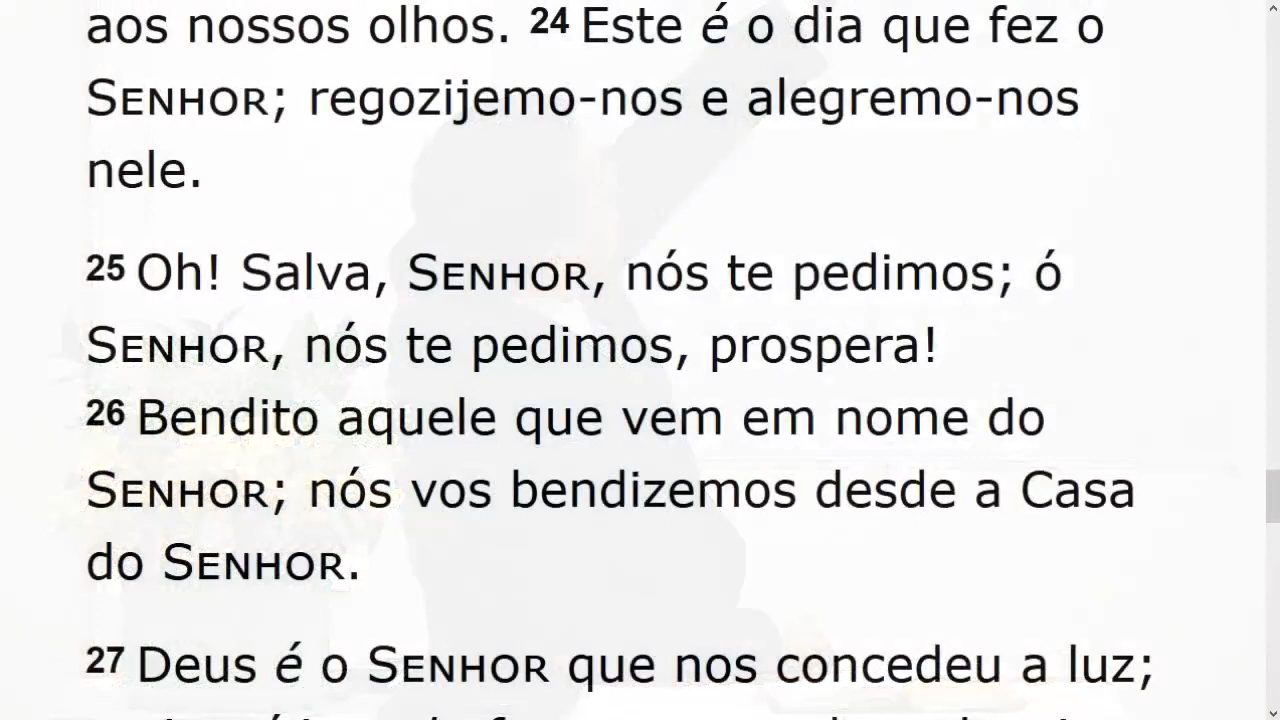 aos nossos olhos. 24 Este é o dia que fez o
SENHOR; regozijemo-nos e alegremo-nos
nele.
25 Oh! Salva, SENHOR, nós te pedimos; ó
SENHOR, nós te pedimos, prospera!
26 Bendito aquele que vem em nome do
SENHOR; nós vos bendizemos desde a Casa
do SENHOR.
27 Deus é o SENHOR que nos concedeu a luz;